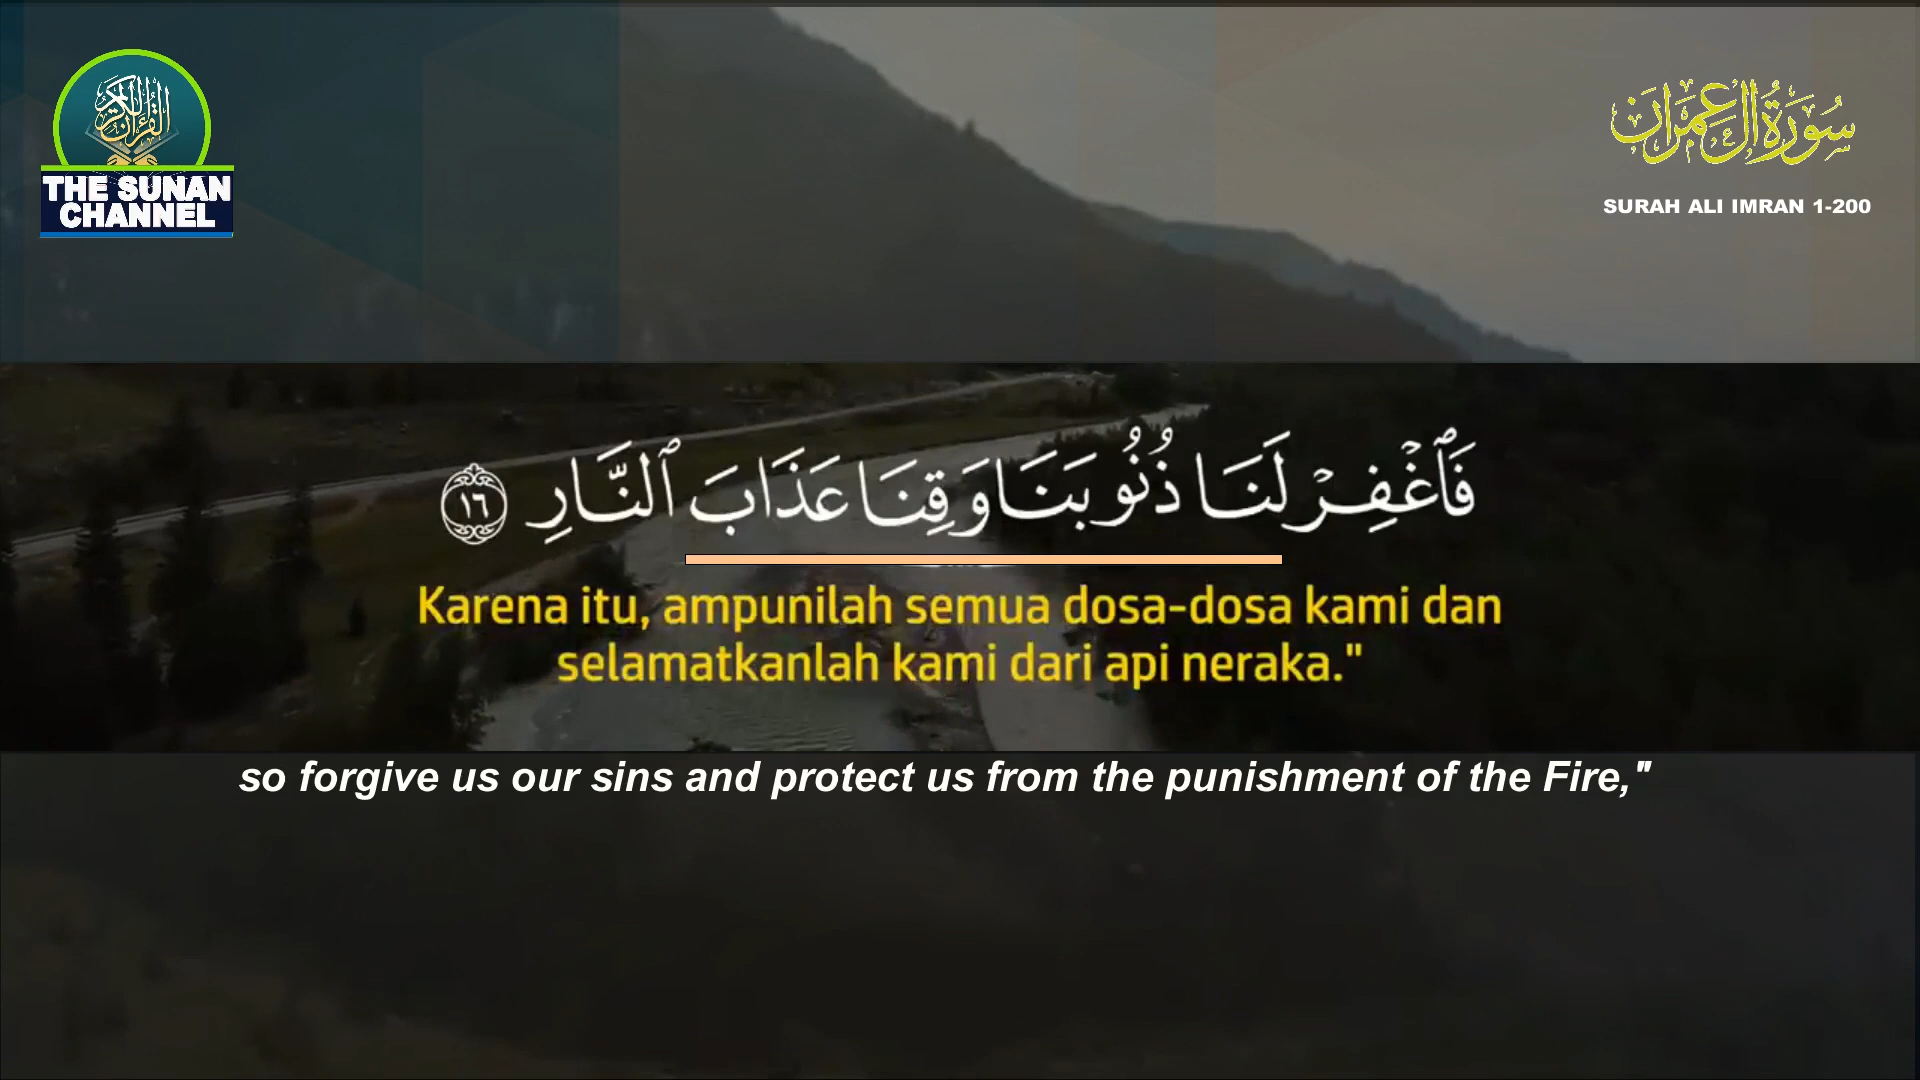 القرآن الكريم
THE SUNAN
CHANNEL
سُورَةُ آلِ عِمْرَان
SURAH ALI IMRAN 1-200
فَٱغْفِرْ لَنَا ذُنُوبَنَا وَقِنَا عَذَابَ ٱلنَّارِ ١٦
Karena itu, ampunilah semua dosa-dosa kami dan
selamatkanlah kami dari api neraka."
so forgive us our sins and protect us from the punishment of the Fire,"